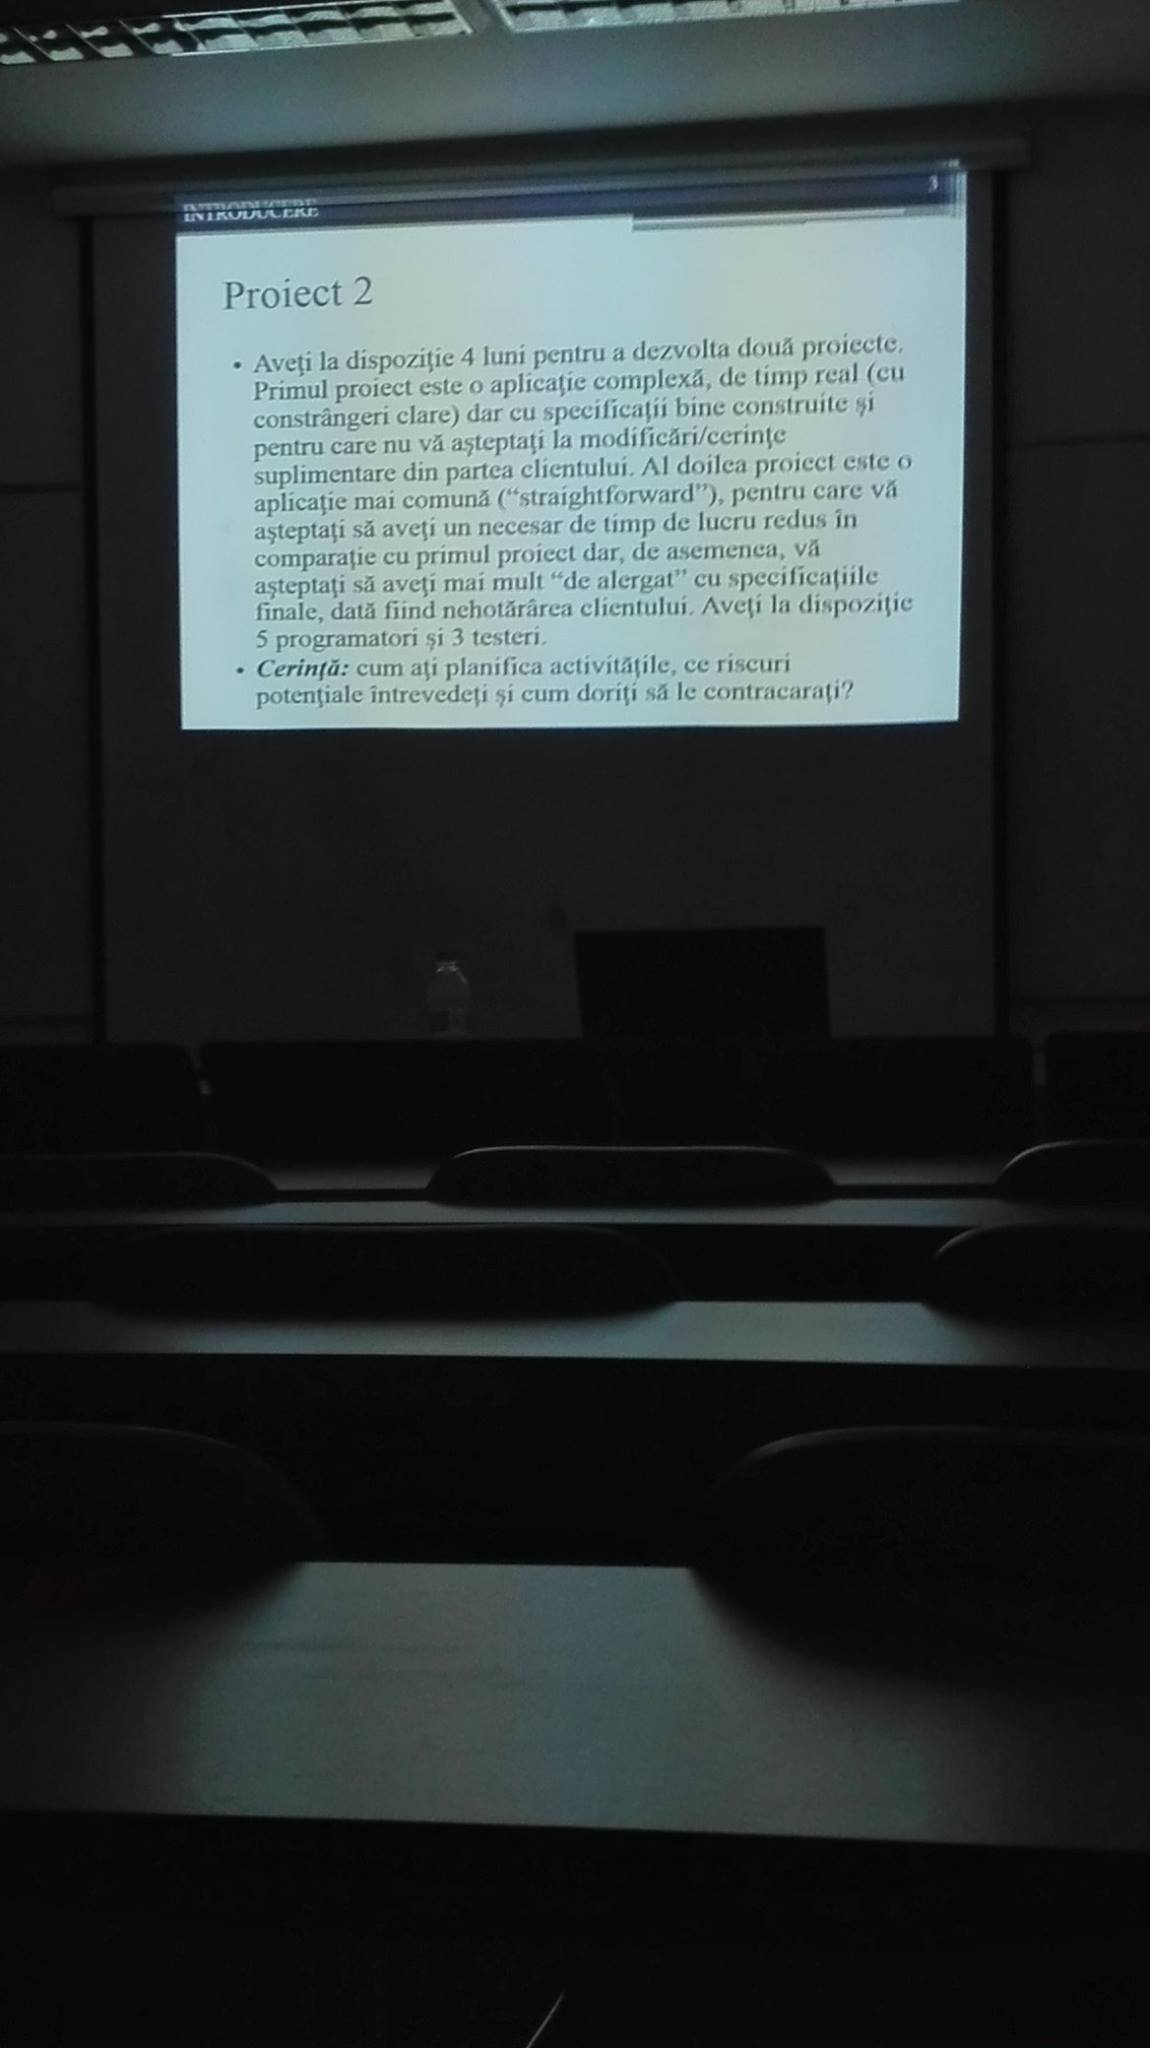 INTRODUCERE
3
Proiect 2
• Aveţi la dispoziţie 4 luni pentru a dezvolta două proiecte.
Primul proiect este o aplicaţie complexă, de timp real (cu
constrângeri clare) dar cu specificaţii bine construite şi
pentru care nu vă aşteptaţi la modificări/cerinţe
suplimentare din partea clientului. Al doilea proiect este o
aplicaţie mai comună (“straightforward”), pentru care vă
aşteptaţi să aveţi un necesar de timp de lucru redus în
comparaţie cu primul proiect dar, de asemenea, vă
aşteptaţi să aveţi mai mult “de alergat” cu specificaţiile
finale, dată fiind nehotărârea clientului. Aveţi la dispoziţie
5 programatori şi 3 testeri.
• Cerinţă: cum aţi planifica activităţile, ce riscuri
potenţiale întrevedeţi şi cum doriţi să le contracaraţi?